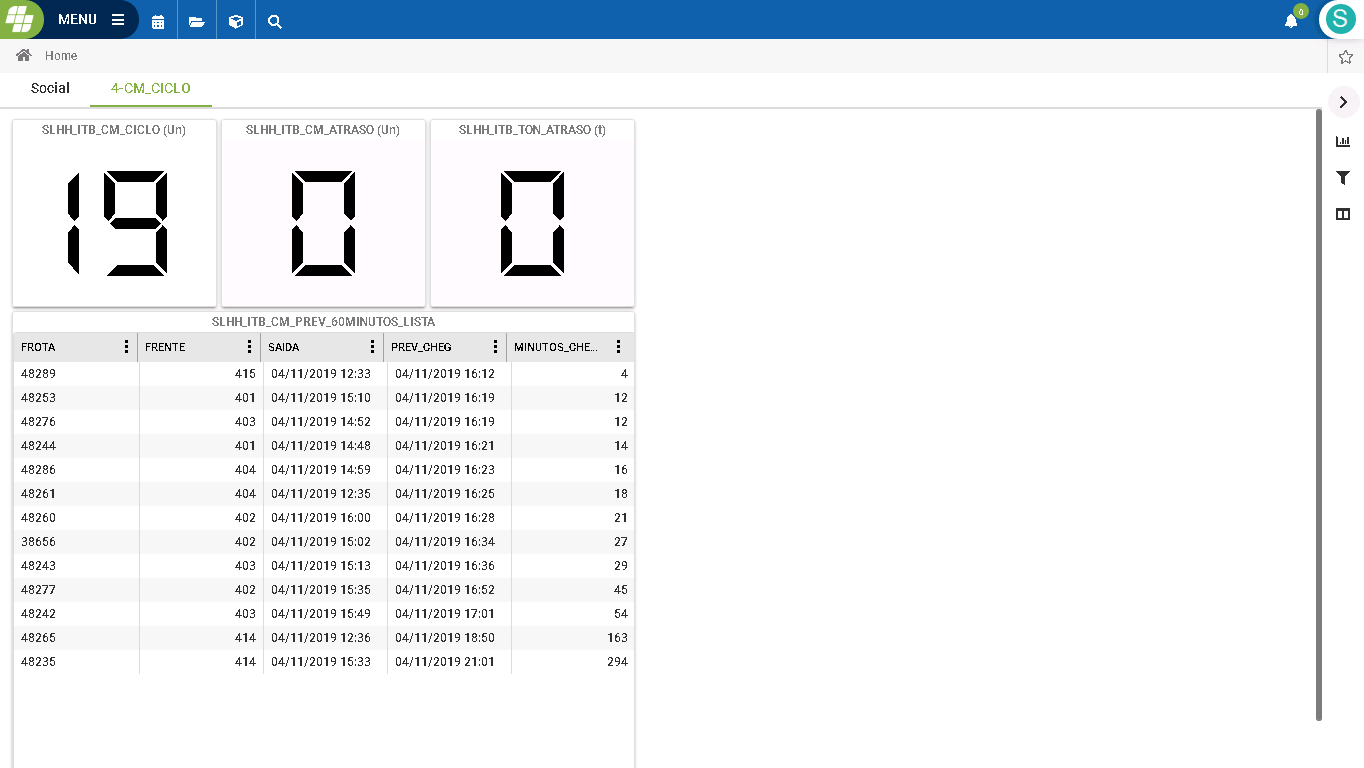 MENU
0
S
Home
Social 4-CM_CICLO
SLHH_ITB_CM_CICLO (Un) SLHH_ITB_CM_ATRASO (Un) SLHH_ITB_TON_ATRASO (t)
19 0 0
SLHH_ITB_CM_PREV_60MINUTOS_LISTA
FROTA FRENTE SAIDA PREV_CHEG MINUTOS_CHE...
48289 415 04/11/2019 12:33 04/11/2019 16:12 4
48253 401 04/11/2019 15:10 04/11/2019 16:19 12
48276 403 04/11/2019 14:52 04/11/2019 16:19 12
48244 401 04/11/2019 14:48 04/11/2019 16:21 14
48286 404 04/11/2019 14:59 04/11/2019 16:23 16
48261 404 04/11/2019 12:35 04/11/2019 16:25 18
48260 402 04/11/2019 16:00 04/11/2019 16:28 21
38656 402 04/11/2019 15:02 04/11/2019 16:34 27
48243 403 04/11/2019 15:13 04/11/2019 16:36 29
48277 402 04/11/2019 15:35 04/11/2019 16:52 45
48242 403 04/11/2019 15:49 04/11/2019 17:01 54
48265 414 04/11/2019 12:36 04/11/2019 18:50 163
48235 414 04/11/2019 15:33 04/11/2019 21:01 294